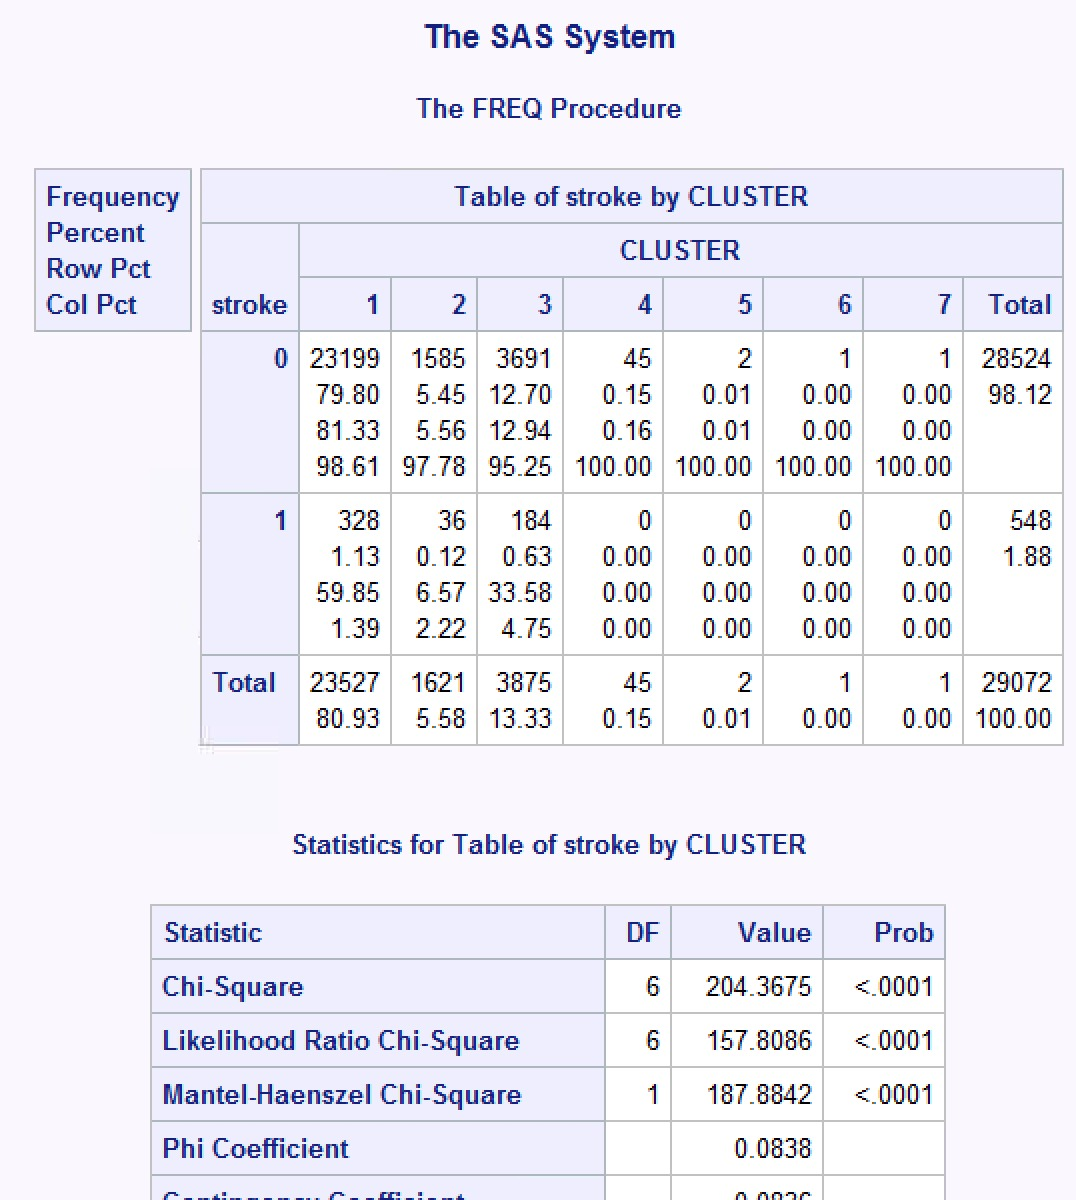 The SAS System
The FREQ Procedure
Frequency
Percent
Row Pct
Col Pct
Table of stroke by CLUSTER
CLUSTER
stroke 1 2 3 4 5 6 7 Total
0 23199 1585 3691 45 2 1 1 28524
79.80 5.45 12.70 0.15 0.01 0.00 0.00 98.12
81.33 5.56 12.94 0.16 0.01 0.00 0.00
98.61 97.78 95.25 100.00 100.00 100.00 100.00
1 328 36 184 0 0 0 0 548
1.13 0.12 0.63 0.00 0.00 0.00 0.00 1.88
59.85 6.57 33.58 0.00 0.00 0.00 0.00
1.39 2.22 4.75 0.00 0.00 0.00 0.00
Total 23527 1621 3875 45 2 1 1 29072
80.93 5.58 13.33 0.15 0.01 0.00 0.00 100.00
Statistics for Table of stroke by CLUSTER
Statistic DF Value Prob
Chi-Square 6 204.3675 <.0001
Likelihood Ratio Chi-Square 6 157.8086 <.0001
Mantel-Haenszel Chi-Square 1 187.8842 <.0001
Phi Coefficient 0.0838
Contingency Coefficient